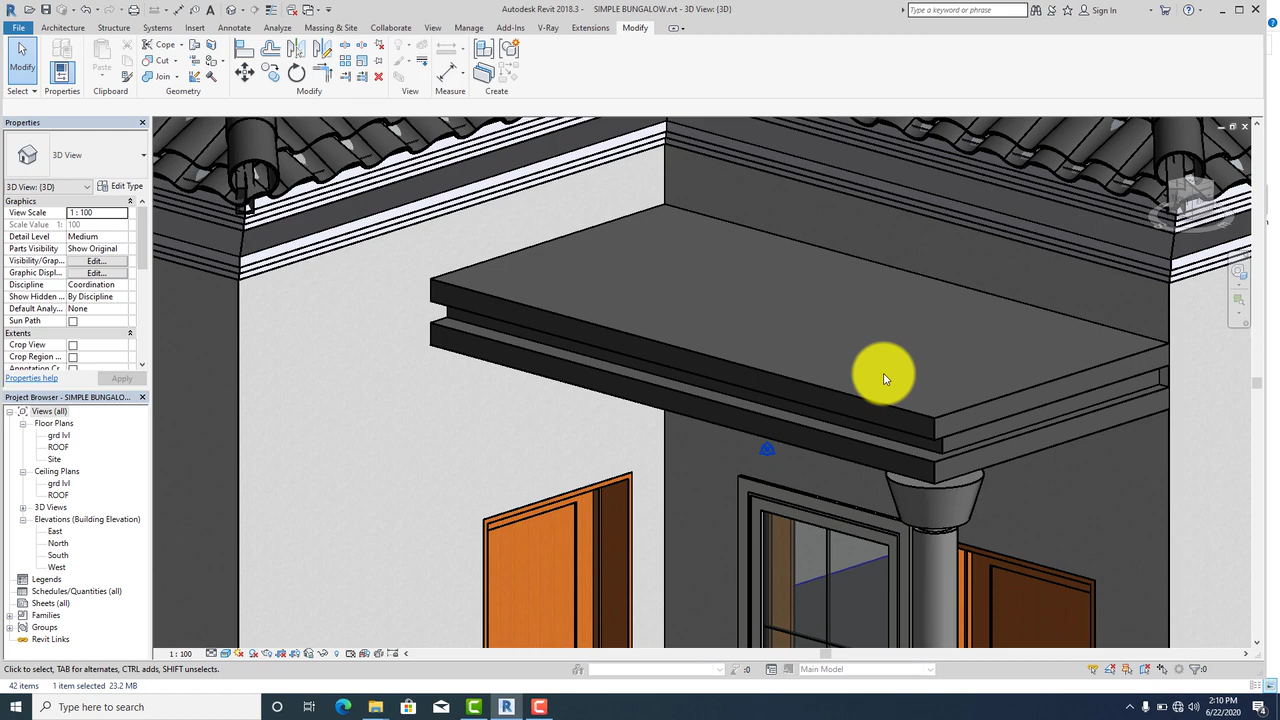 Autodesk Revit 2018.3 - SIMPLE BUNGALOW.rvt - 3D View: {3D}
Type a keyword or phrase
Sign In
File Architecture Structure Systems Insert Annotate Analyze Massing & Site Collaborate View Manage Add-Ins V-Ray Extensions Modify
Modify
Paste
Cope
Cut
Join
Select Properties Clipboard Geometry Modify View Measure Create
Properties
3D View
3D View: {3D}
Edit Type
Graphics
View Scale 1 : 100
Scale Value 1: 100
Detail Level Medium
Parts Visibility Show Original
Visibility/Grap... Edit...
Graphic Displ... Edit...
Discipline Coordination
Show Hidden ... By Discipline
Default Analy... None
Sun Path
Extents
Crop View
Crop Region ...
Annotation Cr...
Properties help
Apply
Project Browser - SIMPLE BUNGALO...
Views (all)
Floor Plans
grd lvl
ROOF
Site
Ceiling Plans
grd lvl
ROOF
3D Views
Elevations (Building Elevation)
East
North
South
West
Legends
Schedules/Quantities (all)
Sheets (all)
Families
Groups
Revit Links
1 : 100
Click to select, TAB for alternates, CTRL adds, SHIFT unselects.
:0
Main Model
:0
42 items 1 item selected 23.2 MB
Type here to search
2:10 PM
6/22/2020